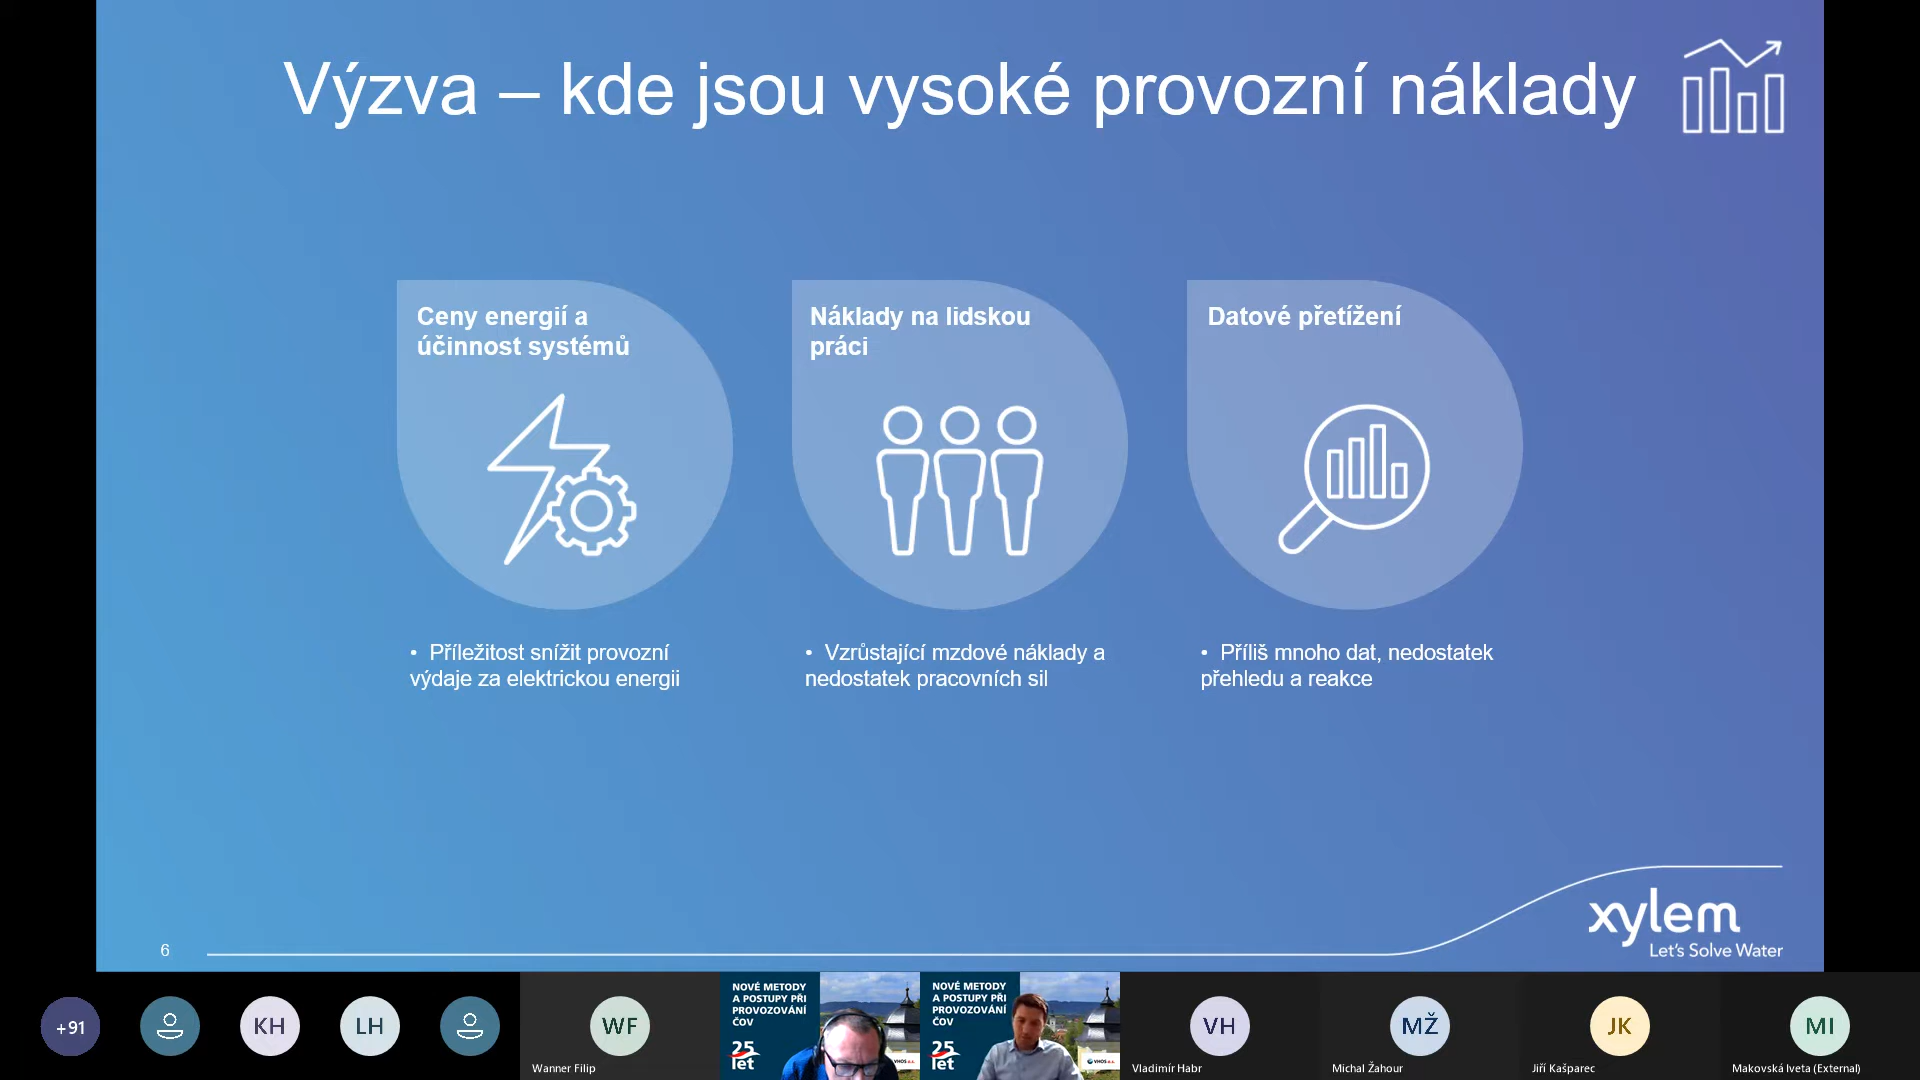 Výzva – kde jsou vysoké provozní náklady
Ceny energií a
účinnost systémů
Náklady na lidskou
práci
Datové přetížení
• Příležitost snížit provozní
výdaje za elektrickou energii
• Vzrůstající mzdové náklady a
nedostatek pracovních sil
• Příliš mnoho dat, nedostatek
přehledu a reakce
xylem
Let's Solve Water
6
+91
KH
LH
WF
Wanner Filip
NOVÉ METODY
A POSTUPY PŘI
PROVOZOVÁNÍ
ČOV
25
let
VHOS a.s.
NOVÉ METODY
A POSTUPY PŘI
PROVOZOVÁNÍ
ČOV
25
let
VHOS a.s.
VH
Vladimír Habr
MŽ
Michal Žahour
JK
Jiří Kašparec
MI
Makovská Iveta (External)